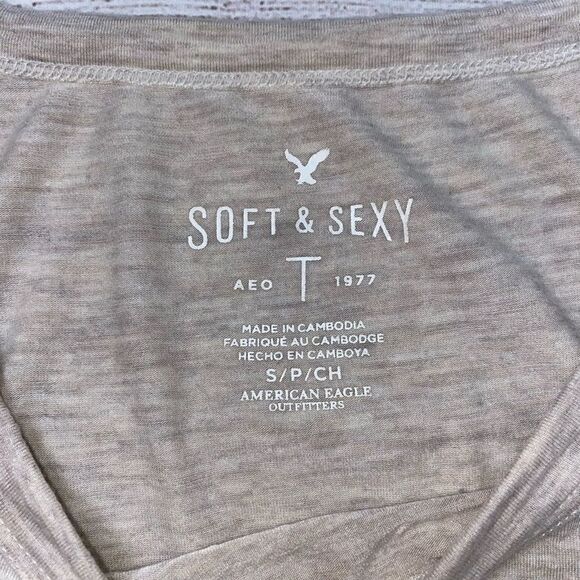 SOFT & SEXY
AEO T 1977
MADE IN CAMBODIA
FABRIQUÉ AU CAMBODGE
HECHO EN CAMBOYA
S/P/CH
AMERICAN EAGLE
OUTFITTERS